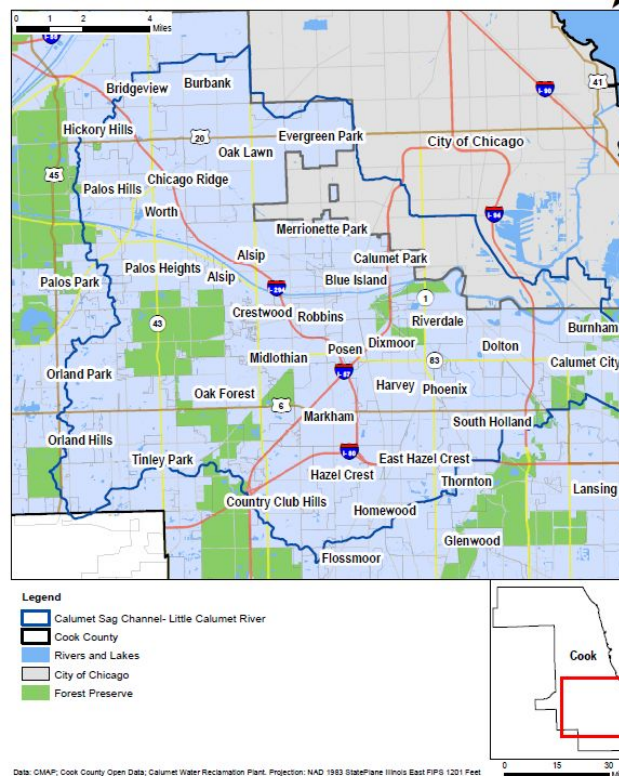 0 1 2 4
Miles
I-55
41
Burbank
Bridgeview
I-90
Hickory Hills
20
Evergreen Park
City of Chicago
Oak Lawn
45
Chicago Ridge
Palos Hills
Worth
I-94
Merrionette Park
Alsip
Calumet Park
Palos Heights
Alsip
Blue Island
Palos Park
I-294
1
Crestwood
Robbins
Riverdale
43
Burnham
Dixmoor
Dolton
Posen
Midlothian
83
Calumet City
Orland Park
I-57
Harvey
Phoenix
Oak Forest
6
Markham
South Holland
Orland Hills
I-80
Tinley Park
East Hazel Crest
Hazel Crest
Thornton
Lansing
Country Club Hills
Homewood
Glenwood
Flossmoor
Legend
Calumet Sag Channel- Little Calumet River
Cook County
Rivers and Lakes
City of Chicago
Forest Preserve
Cook
0 15 30
Data: CMAP; Cook County Open Data; Calumet Water Reclamation Plant. Projection: NAD 1983 StatePlane Illinois East FIPS 1201 Feet